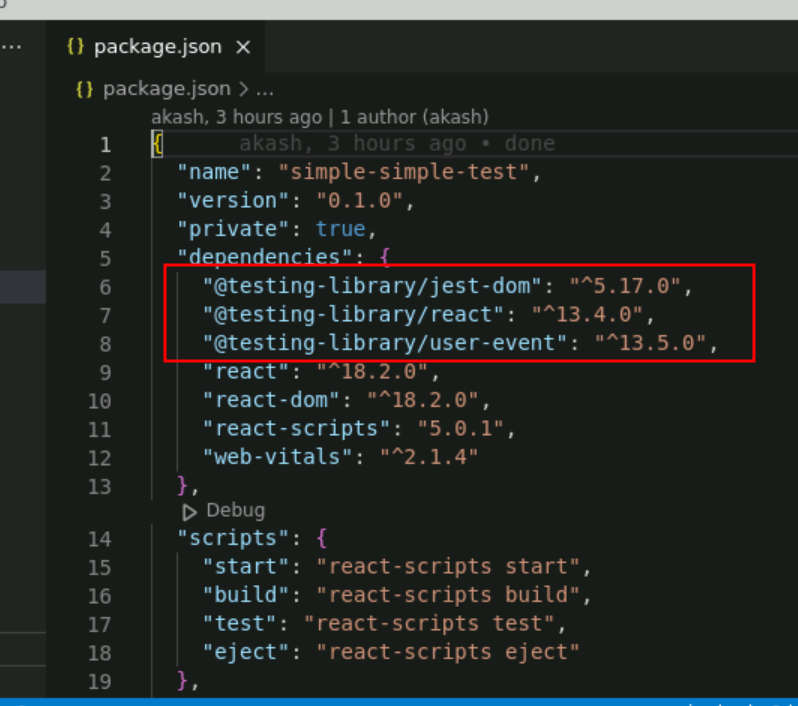 {} package.json ×
{} package.json > ...
akash, 3 hours ago | 1 author (akash)
1 { akash, 3 hours ago • done
2 "name": "simple-simple-test",
3 "version": "0.1.0",
4 "private": true,
5 "dependencies": {
6 "@testing-library/jest-dom": "^5.17.0",
7 "@testing-library/react": "^13.4.0",
8 "@testing-library/user-event": "^13.5.0",
9 "react": "^18.2.0",
10 "react-dom": "^18.2.0",
11 "react-scripts": "5.0.1",
12 "web-vitals": "^2.1.4"
13 },
Debug
14 "scripts": {
15 "start": "react-scripts start",
16 "build": "react-scripts build",
17 "test": "react-scripts test",
18 "eject": "react-scripts eject"
19 },